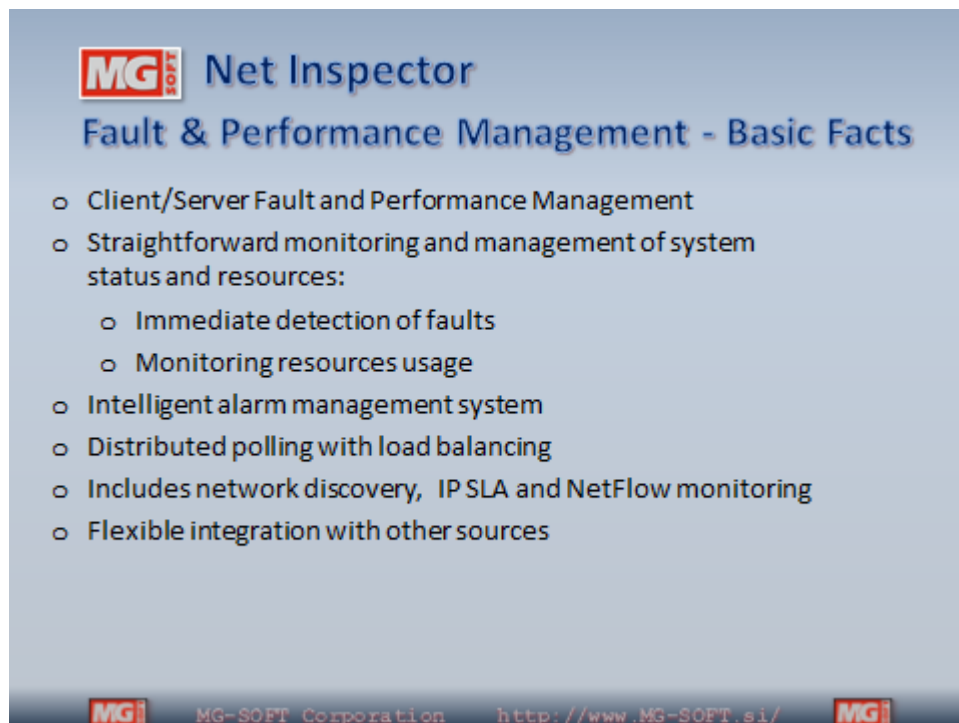 MG SOFT Net Inspector
Fault & Performance Management - Basic Facts
o Client/Server Fault and Performance Management
o Straightforward monitoring and management of system
status and resources:
o Immediate detection of faults
o Monitoring resources usage
o Intelligent alarm management system
o Distributed polling with load balancing
o Includes network discovery, IP SLA and NetFlow monitoring
o Flexible integration with other sources
MG MG-SOFT Corporation http://www.MG-SOFT.si/ MG